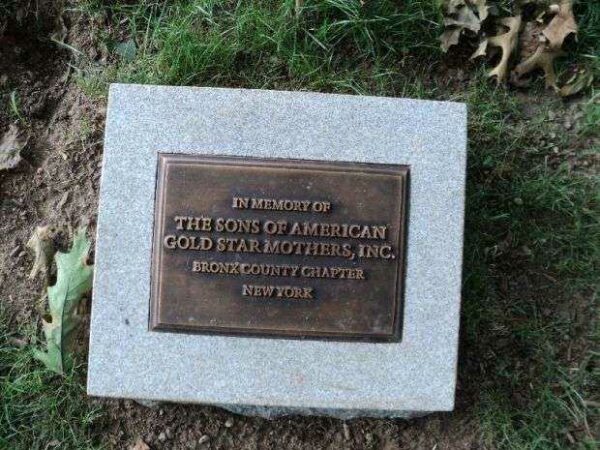 IN MEMORY OF
THE SONS OF AMERICAN
GOLD STAR MOTHERS, INC.
BRONX COUNTY CHAPTER
NEW YORK